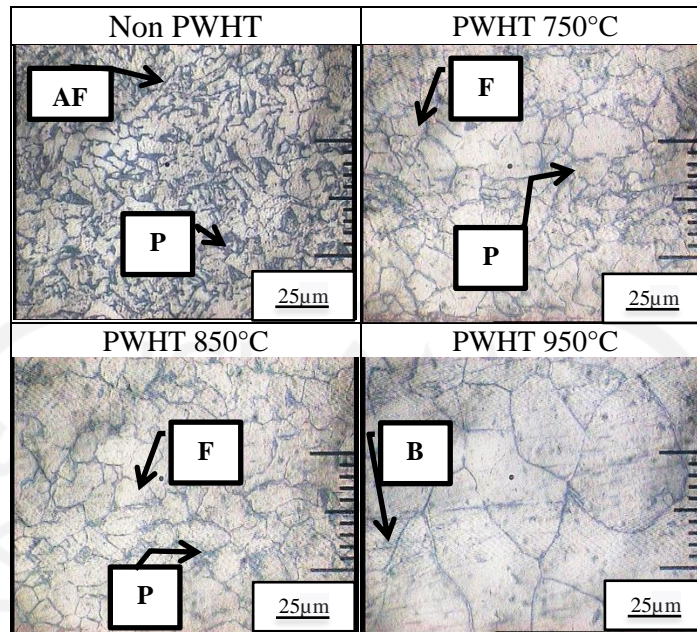 Non PWHT
PWHT 750°C
AF
P
25µm
F
P
25µm
PWHT 850°C
PWHT 950°C
F
P
25µm
B
25µm